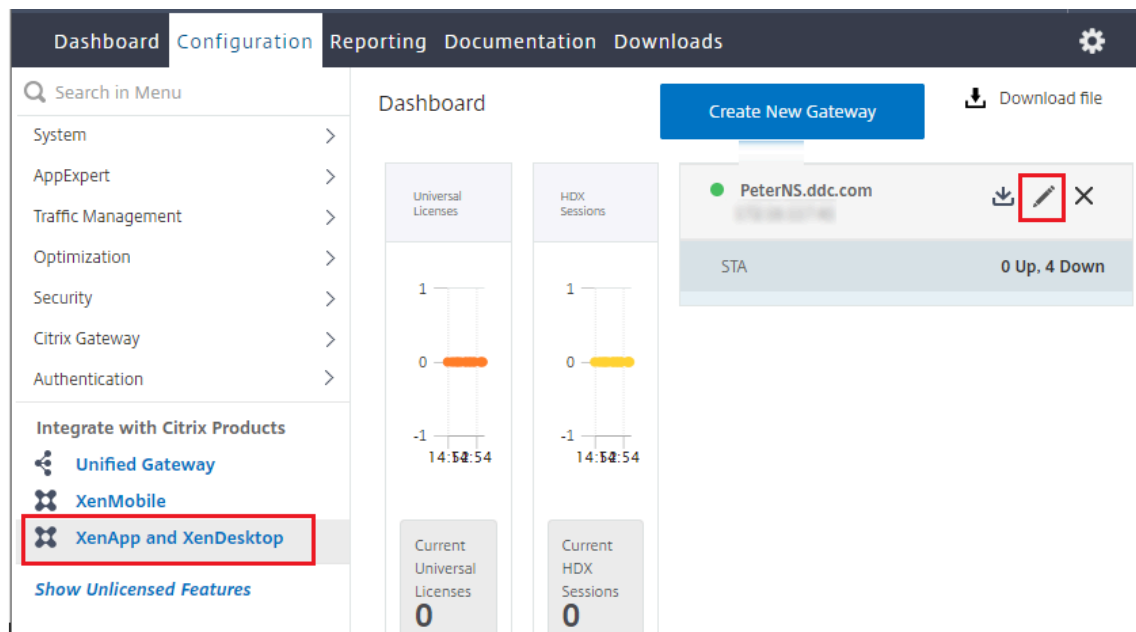 Dashboard Configuration Reporting Documentation Downloads
Search in Menu
System
AppExpert
Traffic Management
Optimization
Security
Citrix Gateway
Authentication
Integrate with Citrix Products
Unified Gateway
XenMobile
XenApp and XenDesktop
Show Unlicensed Features
Dashboard
Create New Gateway
Download file
Universal
Licenses
1
0
-1
Current
Universal
Licenses
0
HDX
Sessions
1
0
-1
Current
HDX
Sessions
0
PeterNS.ddc.com
STA 0 Up, 4 Down